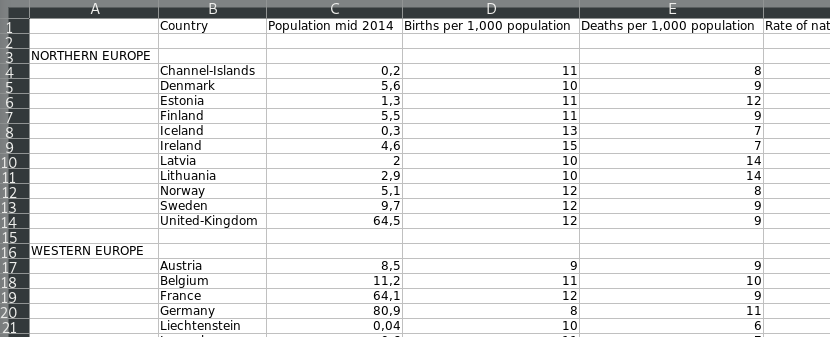 A B C D E
1 Country Population mid 2014 Births per 1,000 population Deaths per 1,000 population Rate of nat
2
3 NORTHERN EUROPE
4 Channel-Islands 0,2 11 8
5 Denmark 5,6 10 9
6 Estonia 1,3 11 12
7 Finland 5,5 11 9
8 Iceland 0,3 13 7
9 Ireland 4,6 15 7
10 Latvia 2 10 14
11 Lithuania 2,9 10 14
12 Norway 5,1 12 8
13 Sweden 9,7 12 9
14 United-Kingdom 64,5 12 9
15
16 WESTERN EUROPE
17 Austria 8,5 9 9
18 Belgium 11,2 11 10
19 France 64,1 12 9
20 Germany 80,9 8 11
21 Liechtenstein 0,04 10 6